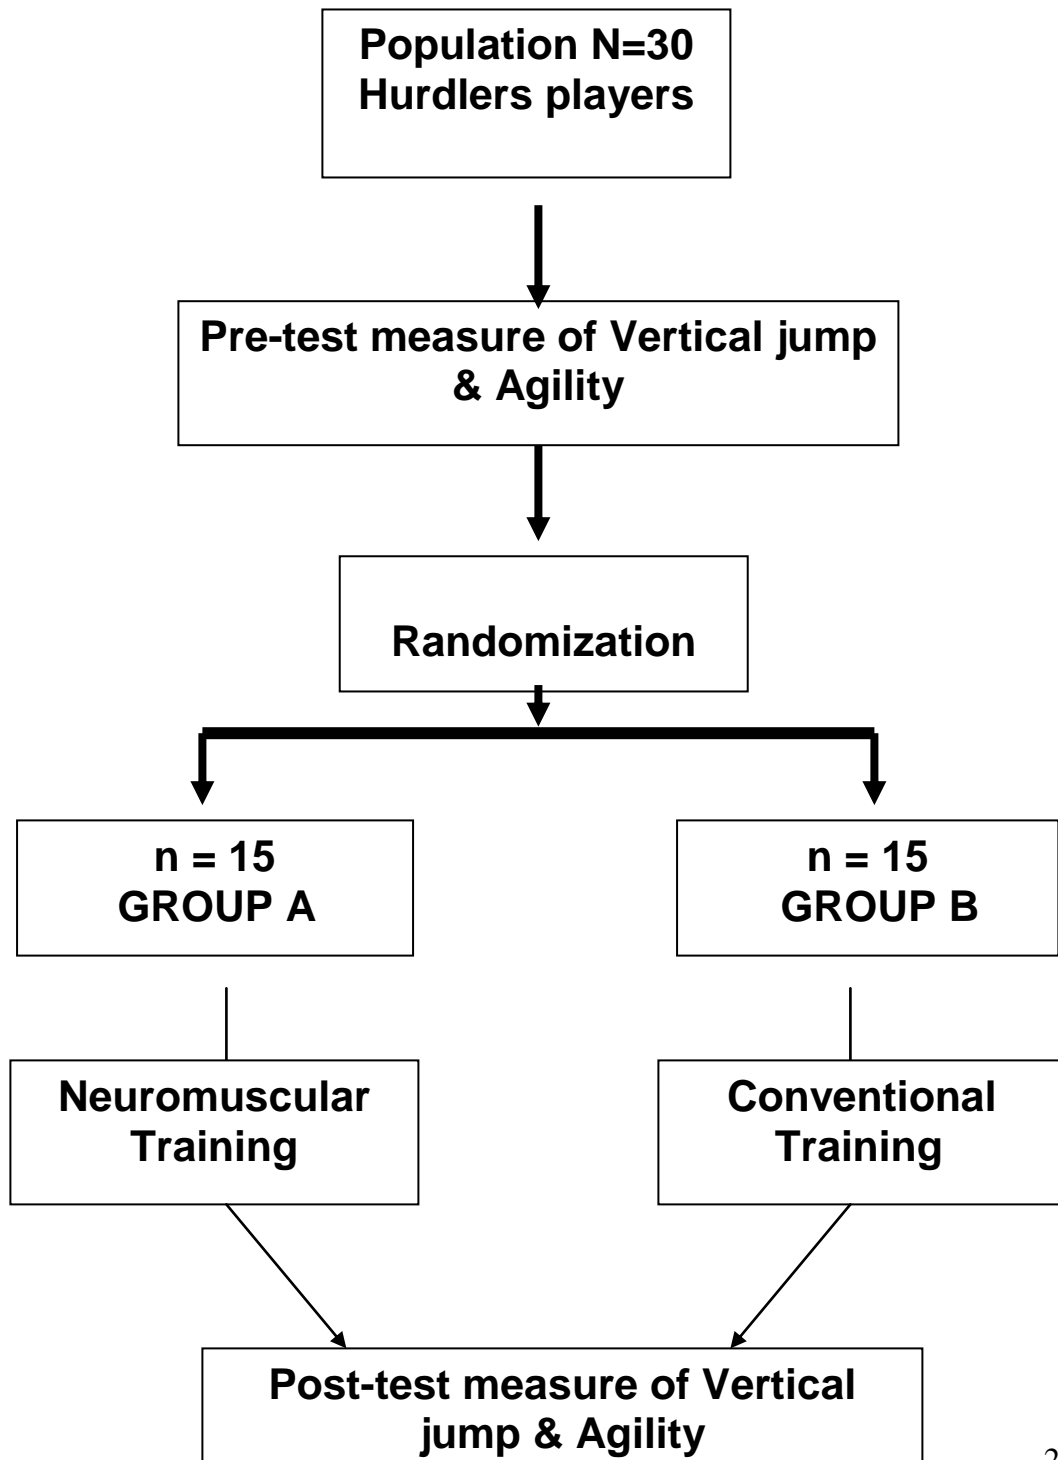 Population N=30
Hurdlers players
Pre-test measure of Vertical jump
& Agility
Randomization
n = 15
GROUP A
n = 15
GROUP B
Neuromuscular
Training
Conventional
Training
Post-test measure of Vertical
jump & Agility
2